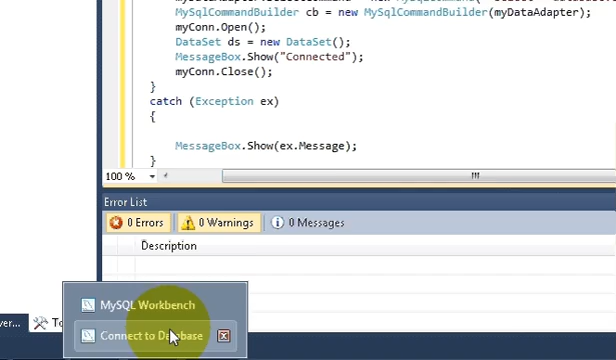 MySqlCommandBuilder cb = new MySqlCommandBuilder(myDataAdapter);
myConn.Open();
DataSet ds = new DataSet();
MessageBox.Show("Connected");
myConn.Close();
}
catch (Exception ex)
{
MessageBox.Show(ex.Message);
}
100 %
Error List
0 Errors
0 Warnings
0 Messages
Description
MySQL Workbench
Connect to Database